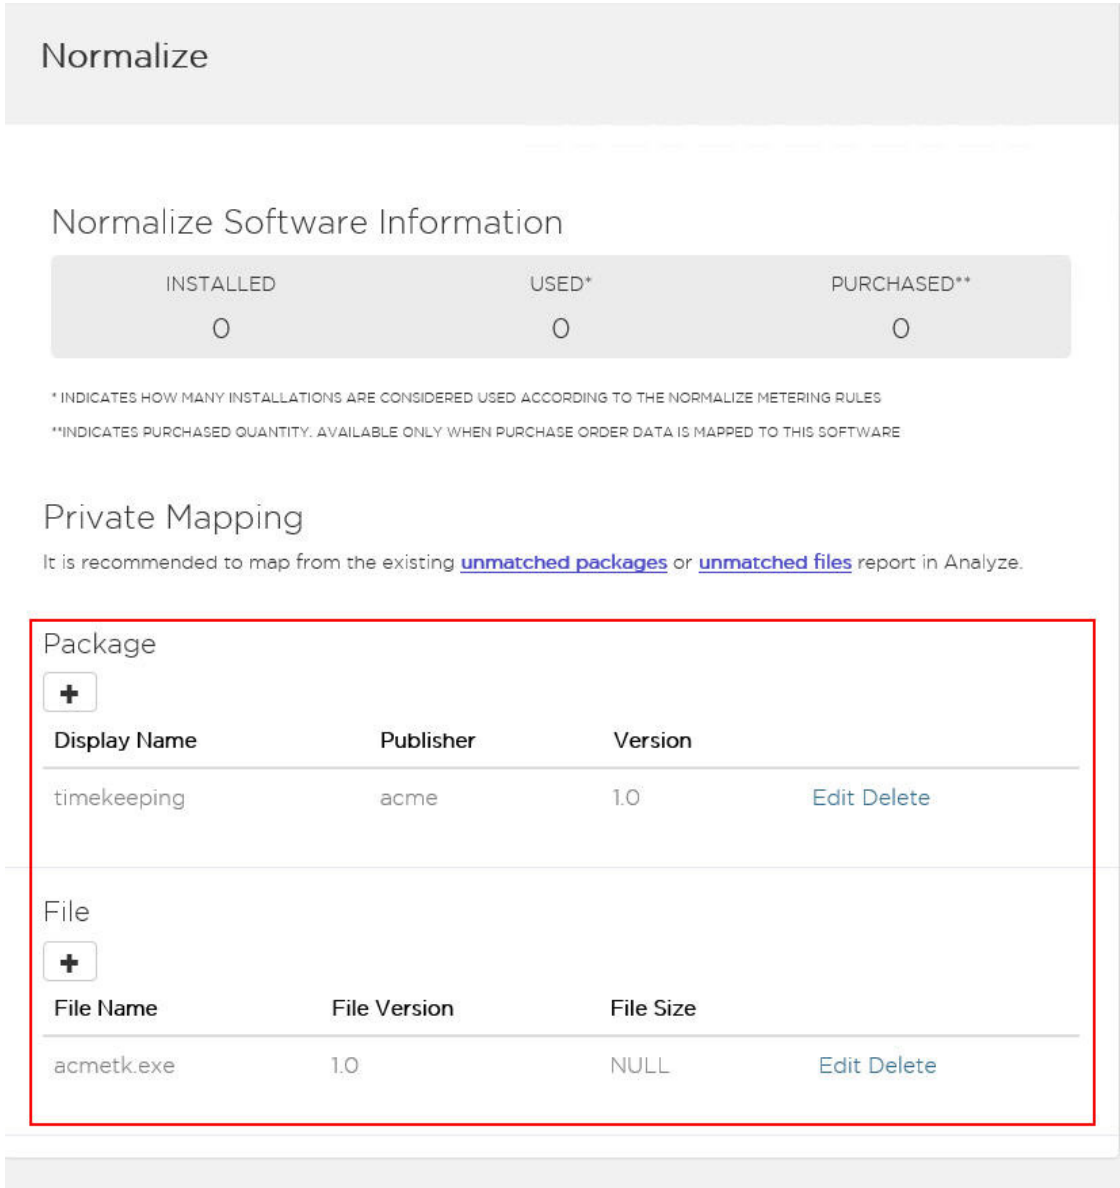 Normalize
Normalize Software Information
INSTALLED USED* PURCHASED**
0 0 0
* INDICATES HOW MANY INSTALLATIONS ARE CONSIDERED USED ACCORDING TO THE NORMALIZE METERING RULES
**INDICATES PURCHASED QUANTITY. AVAILABLE ONLY WHEN PURCHASE ORDER DATA IS MAPPED TO THIS SOFTWARE
Private Mapping
It is recommended to map from the existing unmatched packages or unmatched files report in Analyze.
Package
+
Display Name Publisher Version
timekeeping acme 1.0 Edit Delete
File
+
File Name File Version File Size
acmetk.exe 1.0 NULL Edit Delete